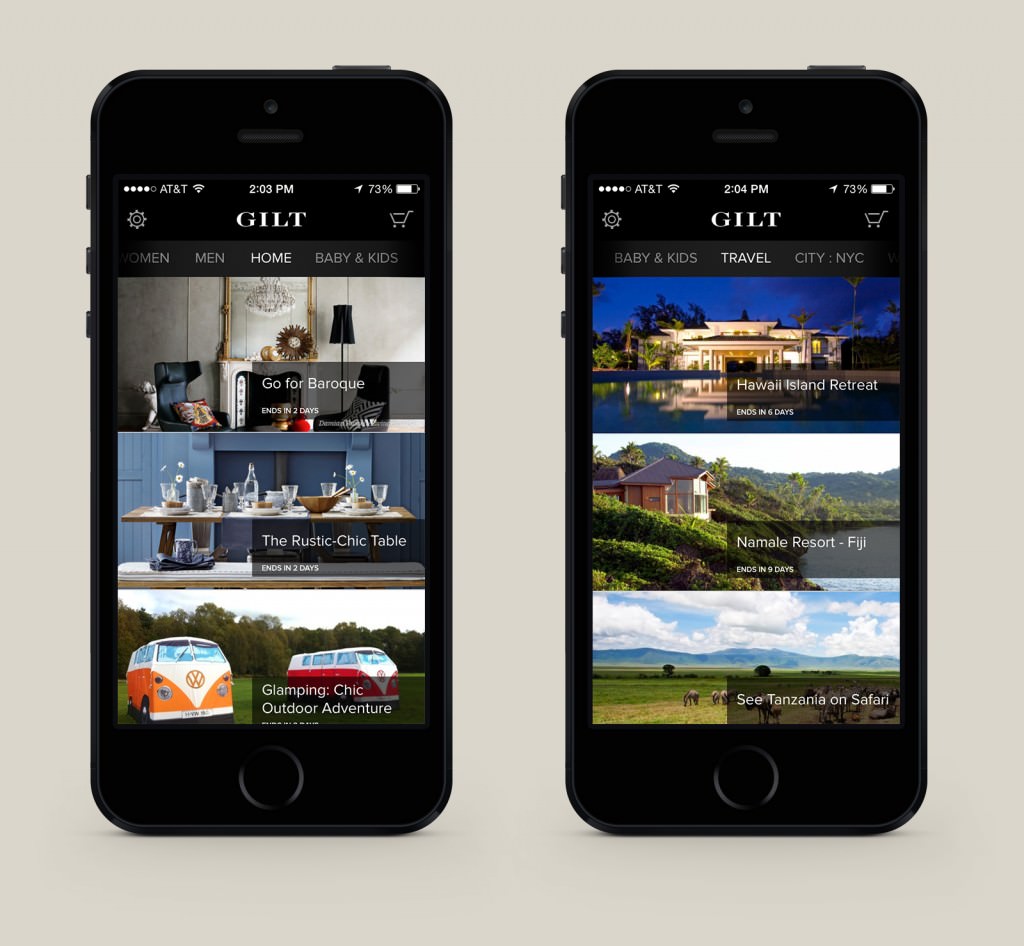 AT&T 2:03 PM 73%
GILT
WOMEN MEN HOME BABY & KIDS
Go for Baroque
ENDS IN 2 DAYS
The Rustic-Chic Table
ENDS IN 2 DAYS
Glamping: Chic
Outdoor Adventure
AT&T 2:04 PM 73%
GILT
BABY & KIDS TRAVEL CITY : NYC W
Hawaii Island Retreat
ENDS IN 6 DAYS
Namale Resort - Fiji
ENDS IN 9 DAYS
See Tanzania on Safari